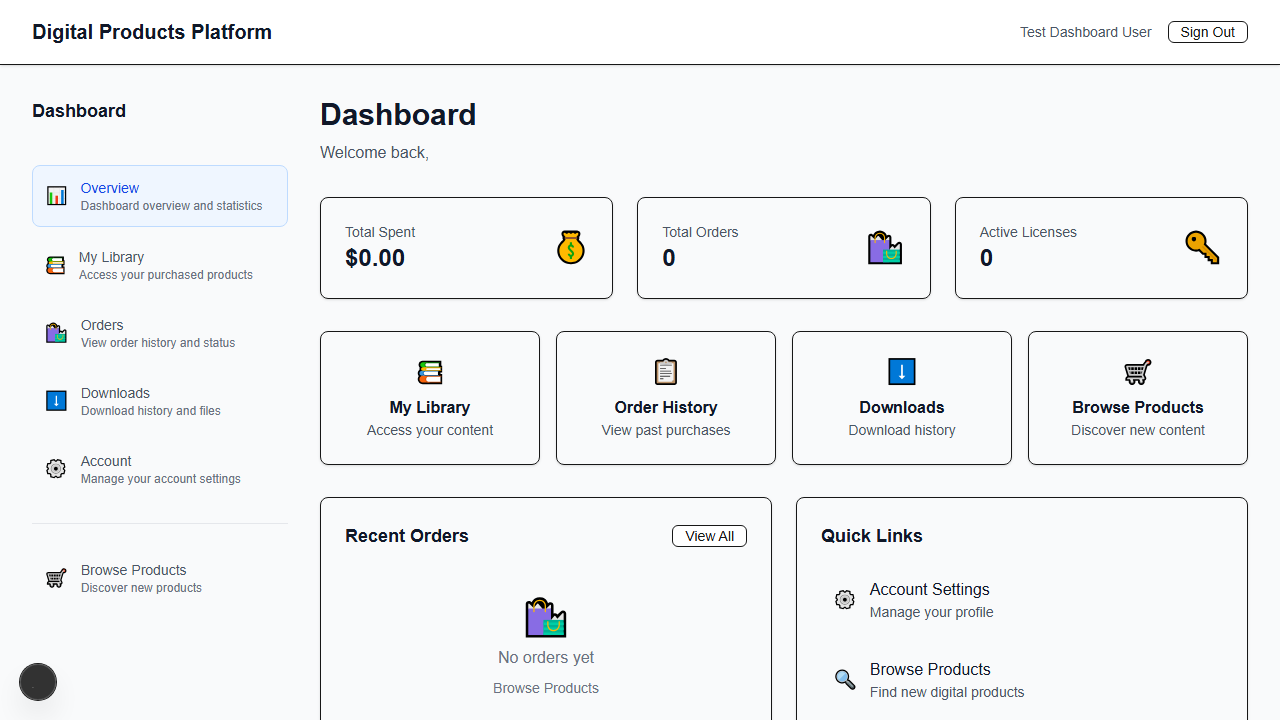 Digital Products Platform
Test Dashboard User
Sign Out
Dashboard
Overview
Dashboard overview and statistics
My Library
Access your purchased products
Orders
View order history and status
Downloads
Download history and files
Account
Manage your account settings
Browse Products
Discover new products
Dashboard
Welcome back,
Total Spent
$0.00
Total Orders
0
Active Licenses
0
My Library
Access your content
Order History
View past purchases
Downloads
Download history
Browse Products
Discover new content
Recent Orders
View All
No orders yet
Browse Products
Quick Links
Account Settings
Manage your profile
Browse Products
Find new digital products